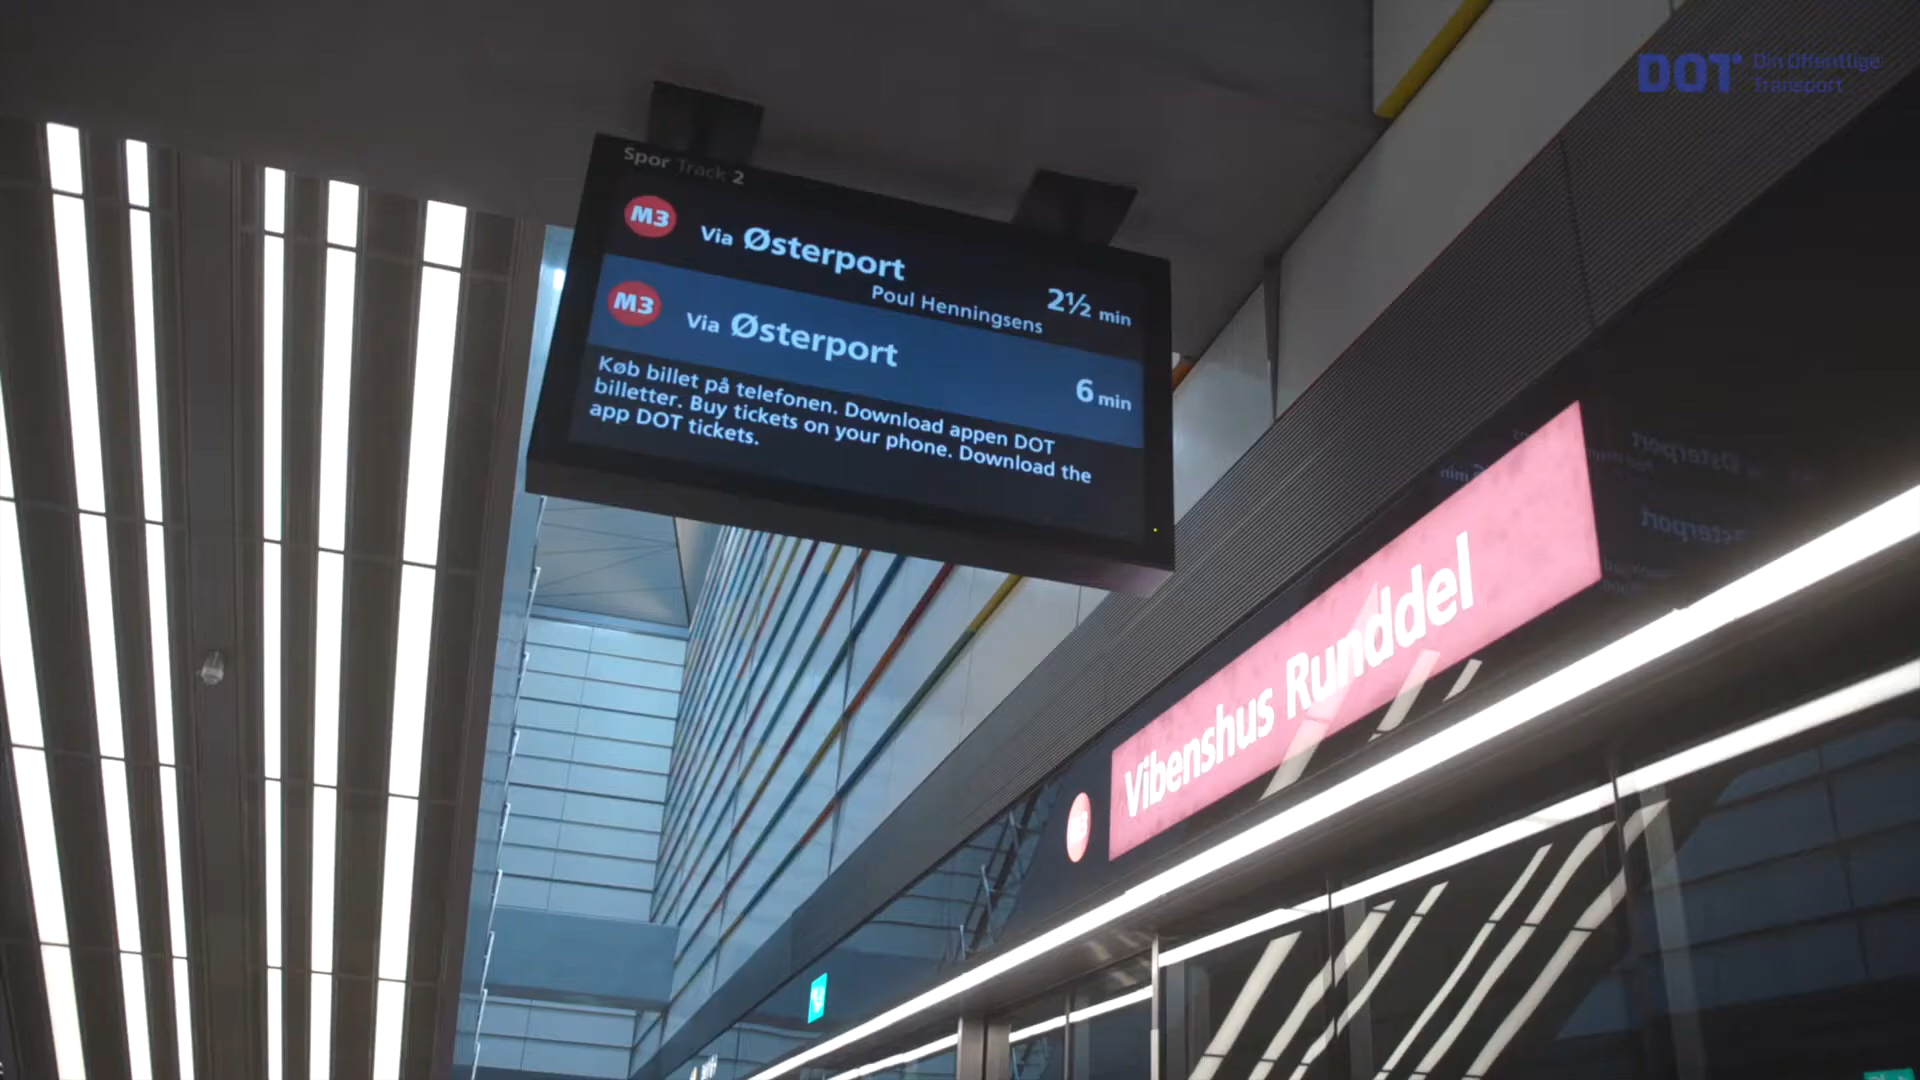 DOT Din Offentlige
Transport
Spor Track 2
M3 Via Østerport 2½ min
Poul Henningsens
M3 Via Østerport 6 min
Køb billet på telefonen. Download appen DOT
billetter. Buy tickets on your phone. Download the
app DOT tickets.
M3 Vibenshus Runddel